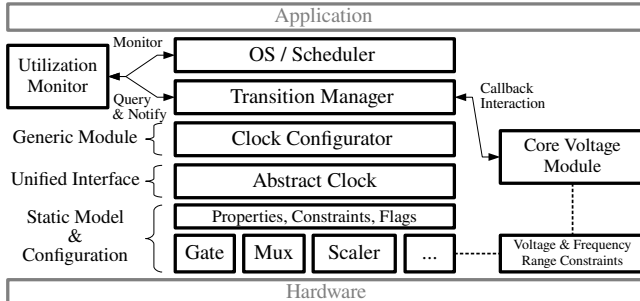 Application
Monitor
OS / Scheduler
Utilization
Monitor
Query
& Notify
Transition Manager
Callback
Interaction
Generic Module
Clock Configurator
Core Voltage
Module
Unified Interface
Abstract Clock
Static Model
&
Configuration
Properties, Constraints, Flags
Gate
Mux
Scaler
...
Voltage & Frequency
Range Constraints
Hardware